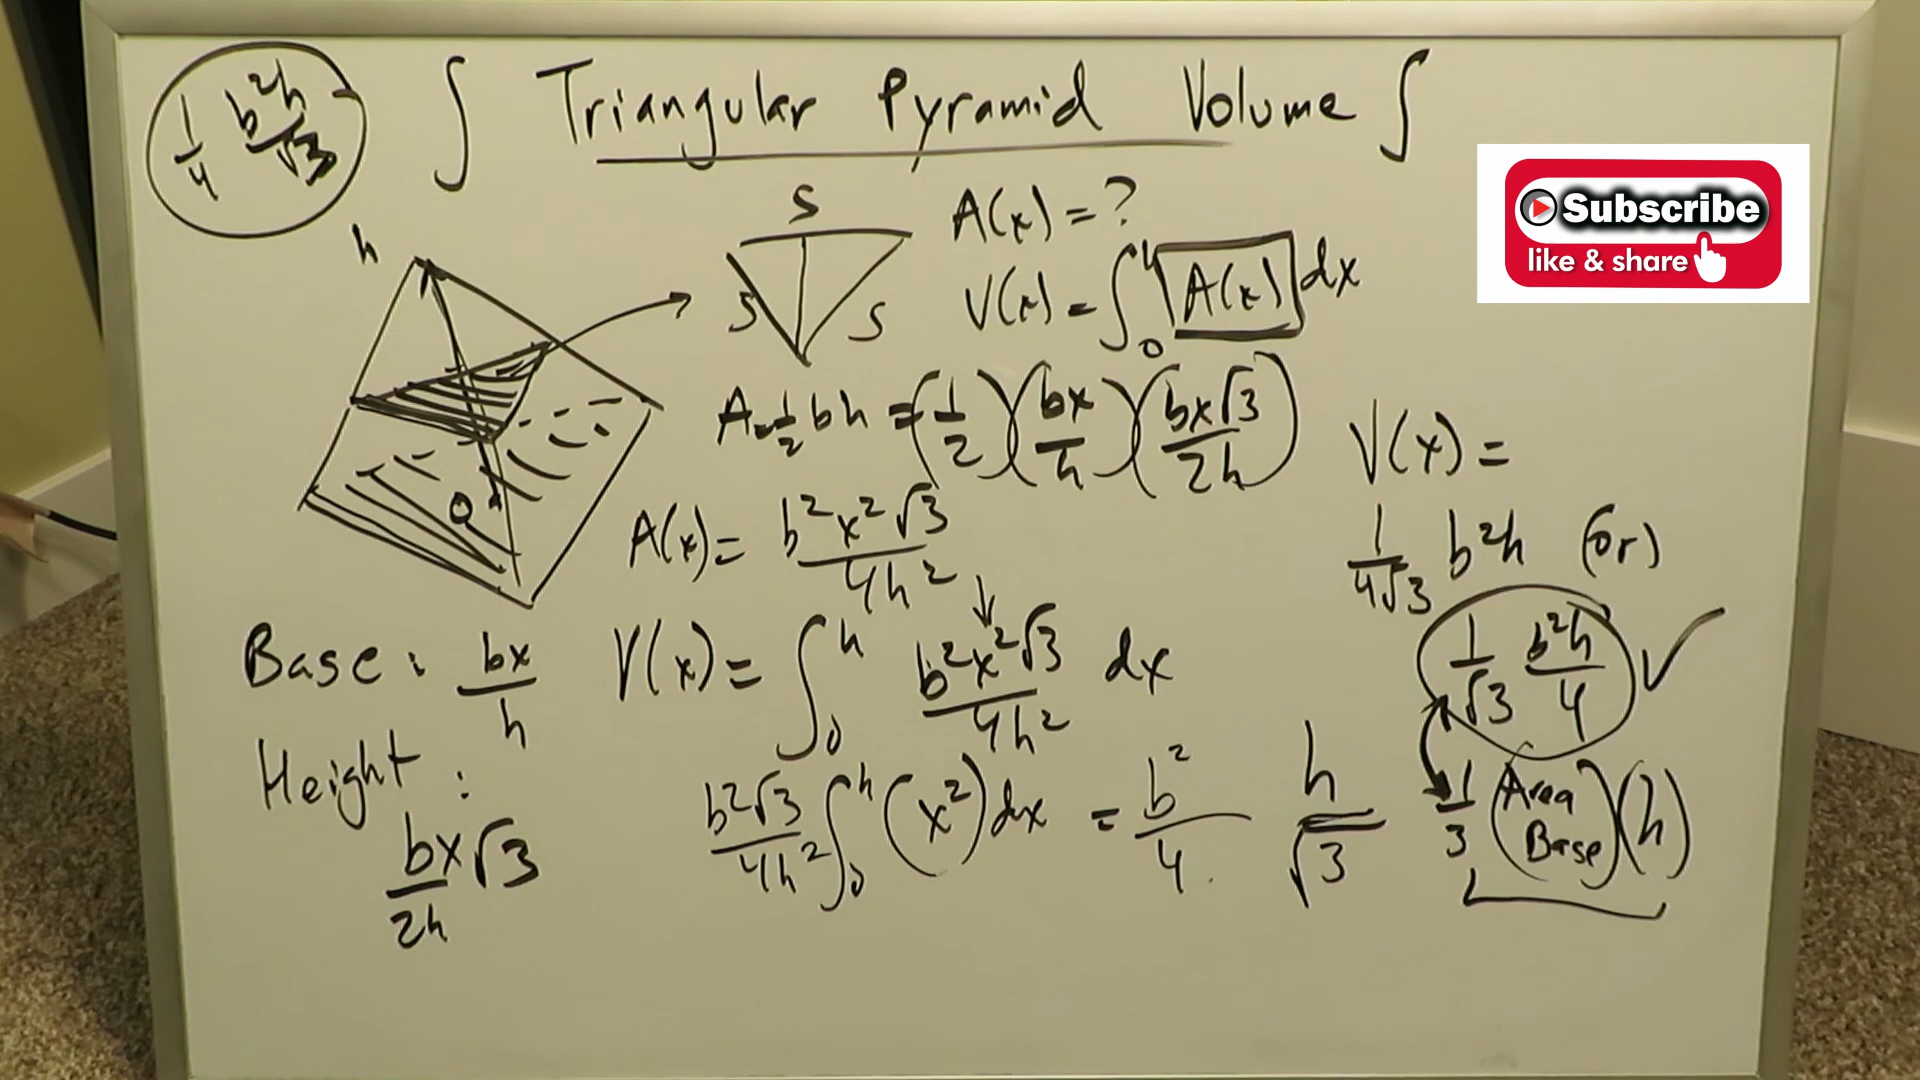 1/4 b²h/√3
∫ Triangular Pyramid Volume ∫
Subscribe
like & share
h
S
S S
A(x) = ?
V(x) = ∫₀ʰ A(x) dx
A = 1/2 bh = (1/2)(bx/h)(bx√3/2h)
0
A(x) = b²x²√3/4h²
V(x) =
1/4√3 b²h (or)
1/√3 b²h/4 ✓
Base: bx/h
V(x) = ∫₀ʰ b²x²√3/4h² dx
Height:
bx√3/2h
b²√3/4h² ∫₀ʰ (x²) dx = b²/4 h/√3
1/3 (Area Base)(h)